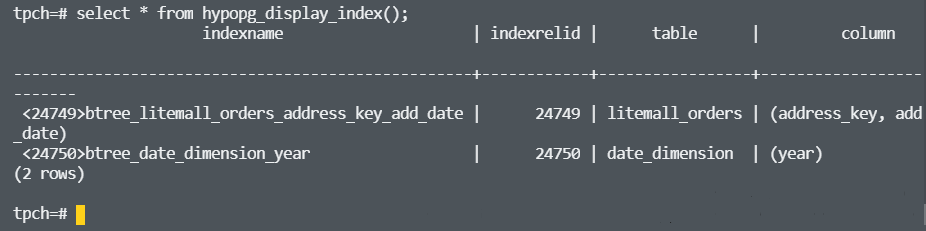 tpch=# select * from hypopg_display_index();
                   indexname                    | indexrelid |     table      |        column
------------------------------------------------+------------+----------------+-----------------
-------
 <24749>btree_litemall_orders_address_key_add_date |      24749 | litemall_orders | (address_key, add
_date)
 <24750>btree_date_dimension_year                  |      24750 | date_dimension  | (year)
(2 rows)
tpch=#